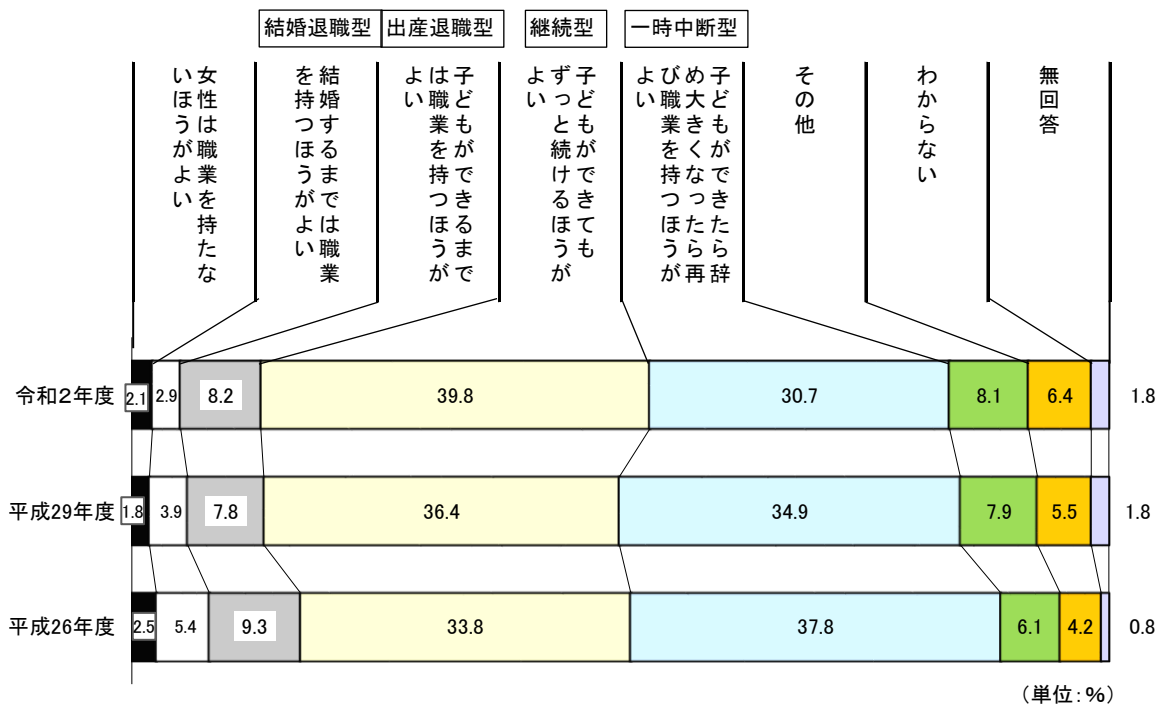 結婚退職型
出産退職型
継続型
一時中断型
女性は職業を持たな
いほうがよい
結婚するまでは職業
を持つほうがよい
子どもができるまで
は職業を持つほうが
よい
子どもができても
ずっと続けるほうが
よい
子どもができたら辞
め大きくなったら再
び職業を持つほうが
よい
その他
わからない
無回答
令和2年度 2.1 2.9 8.2 39.8 30.7 8.1 6.4 1.8
平成29年度 1.8 3.9 7.8 36.4 34.9 7.9 5.5 1.8
平成26年度 2.5 5.4 9.3 33.8 37.8 6.1 4.2 0.8
（単位：%）